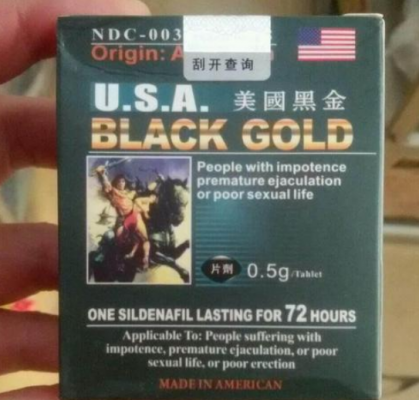 NDC-003
Origin: A
刮开查询
U.S.A. 美國黑金
BLACK GOLD
People with impotence
premature ejaculation
or poor sexual life
片劑 0.5g/Tablet
ONE SILDENAFIL LASTING FOR 72 HOURS
Applicable To: People suffering with
impotence, premature ejaculation, or poor
sexual life, or poor erection
MADE IN AMERICAN